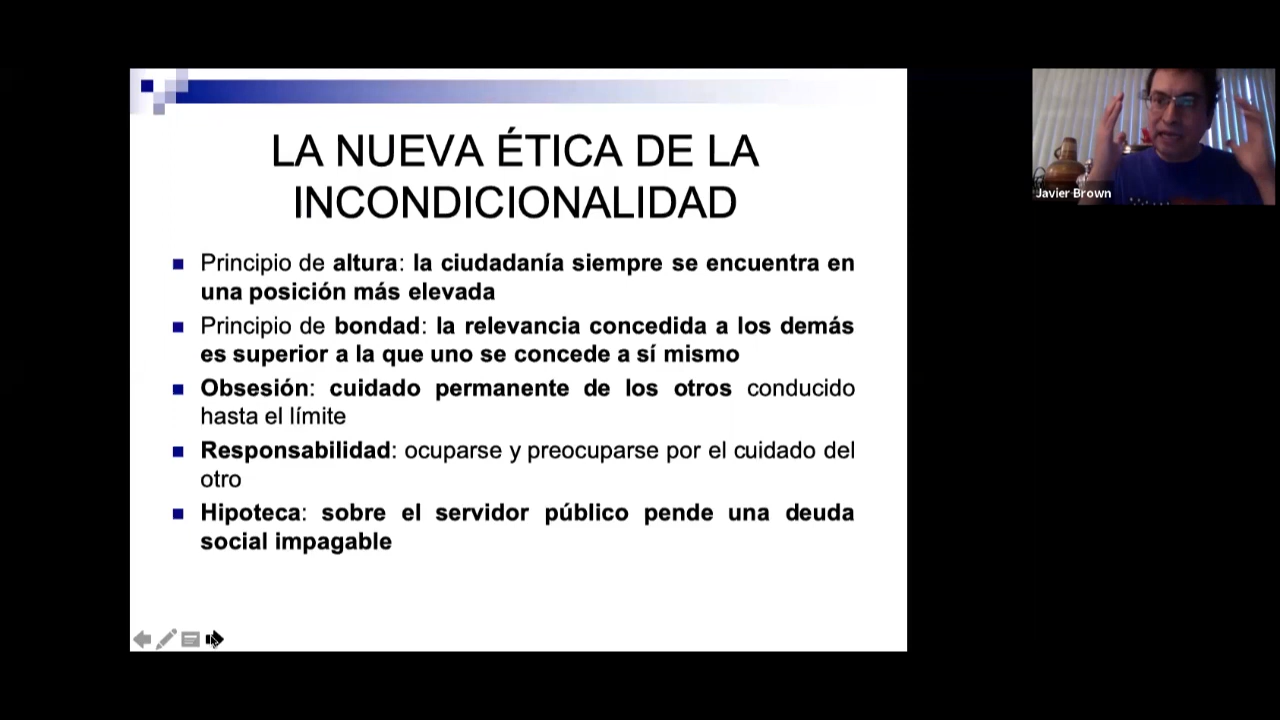 LA NUEVA ÉTICA DE LA
INCONDICIONALIDAD
Principio de altura: la ciudadanía siempre se encuentra en
una posición más elevada
Principio de bondad: la relevancia concedida a los demás
es superior a la que uno se concede a sí mismo
Obsesión: cuidado permanente de los otros conducido
hasta el límite
Responsabilidad: ocuparse y preocuparse por el cuidado del
otro
Hipoteca: sobre el servidor público pende una deuda
social impagable
Javier Brown